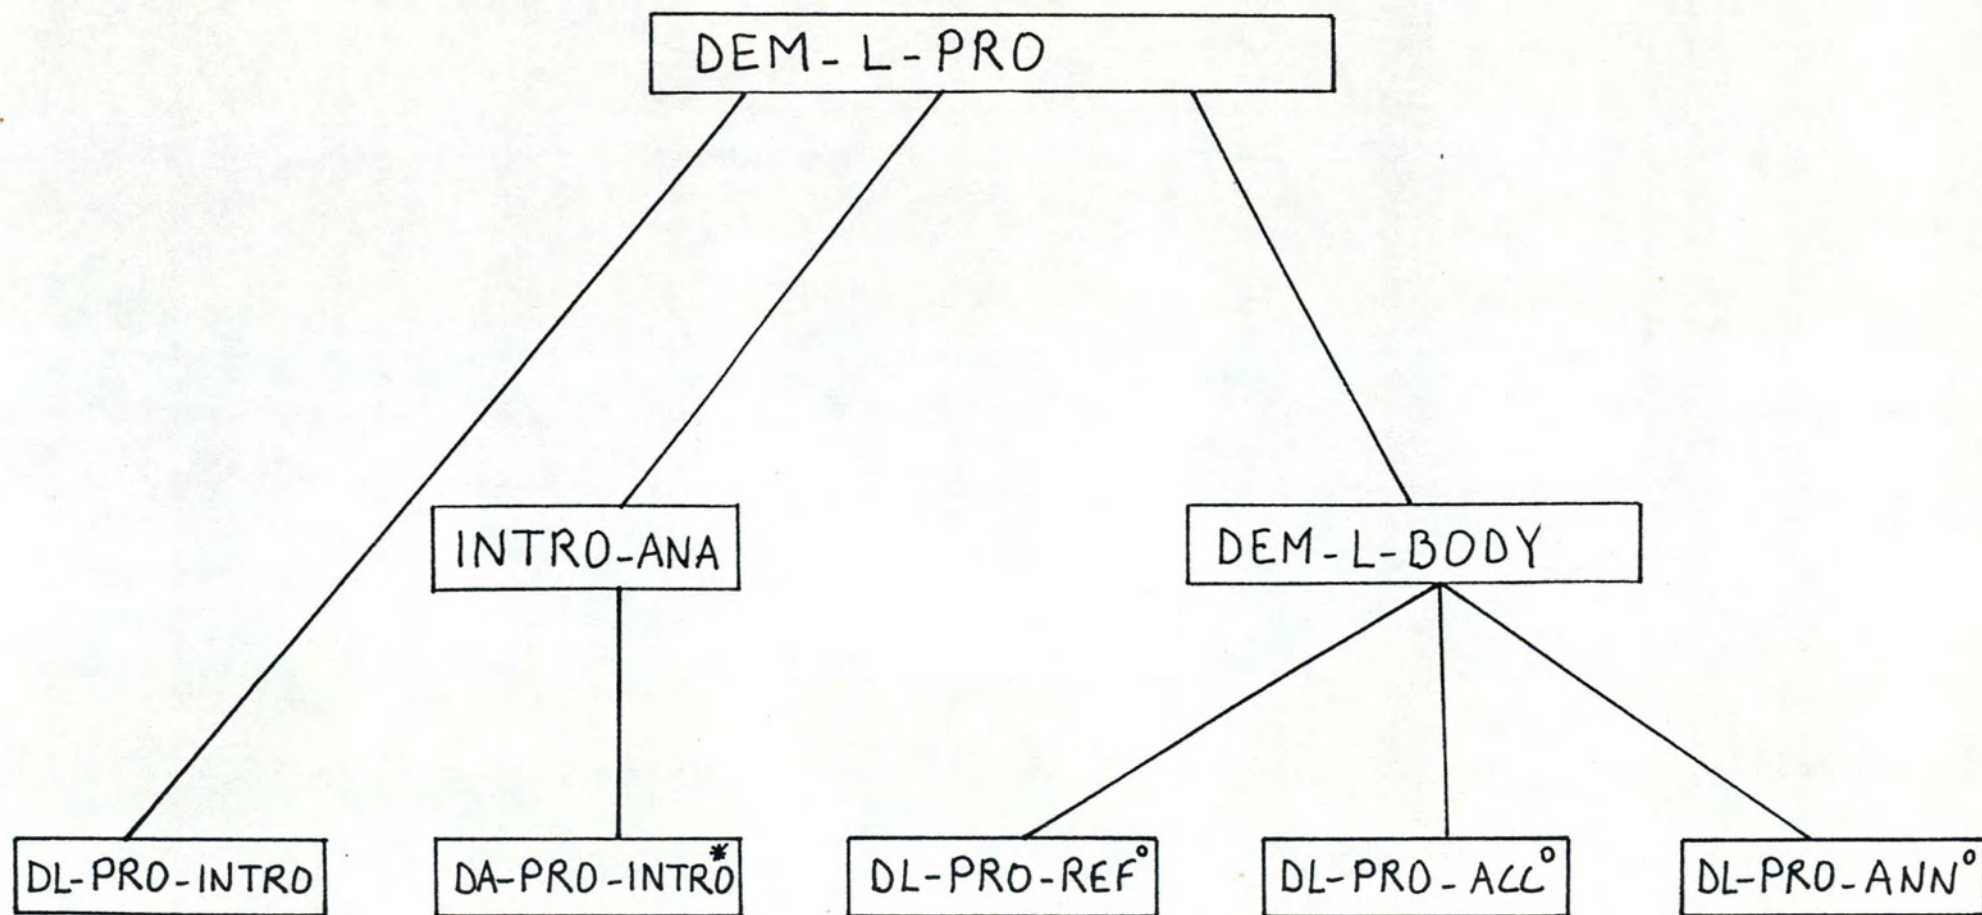 DEM-L-PRO
INTRO-ANA
DEM-L-BODY
DL-PRO-INTRO
DA-PRO-INTRO*
DL-PRO-REF°
DL-PRO-ACC°
DL-PRO-ANN°